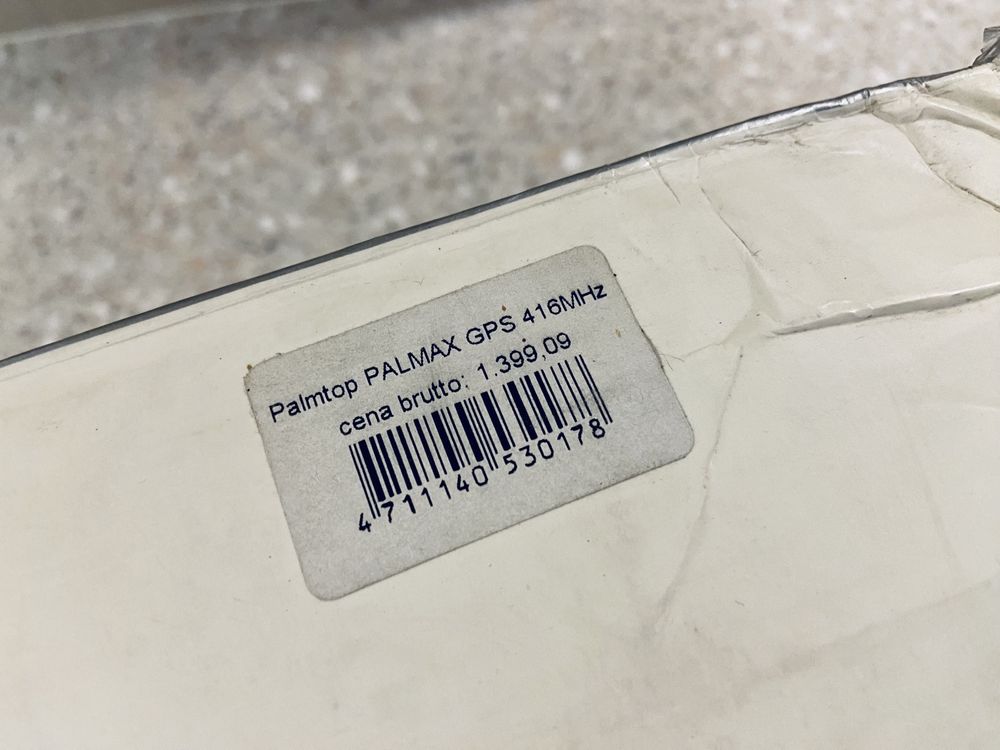 Palmtop PALMAX GPS 416MHz
cena brutto: 1.399,09
4 711140 530178